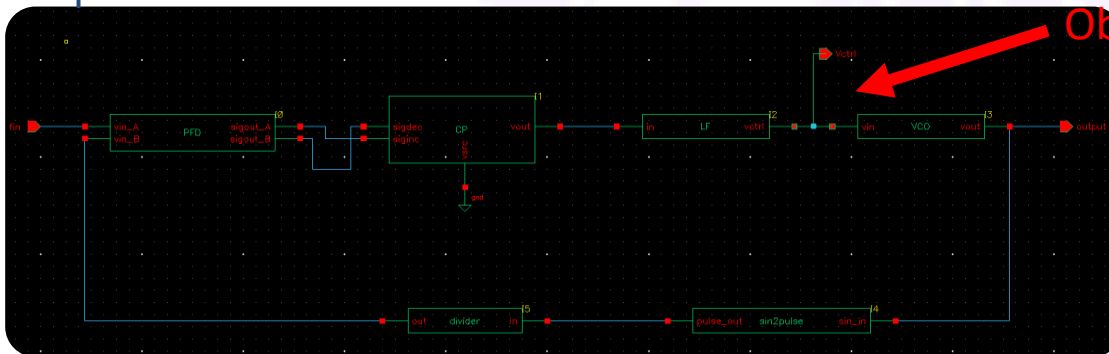 Ob
Vctrl
fin
vin_A
vin_B
PFD
sigout_A
sigout_B
I0
sigdec
siginc
CP
vout
vsrc
I1
gnd
in
LF
vctrl
I2
vin
VCO
vout
I3
output
out
divider
in
I5
pulse_out
sin2pulse
sin_in
I4